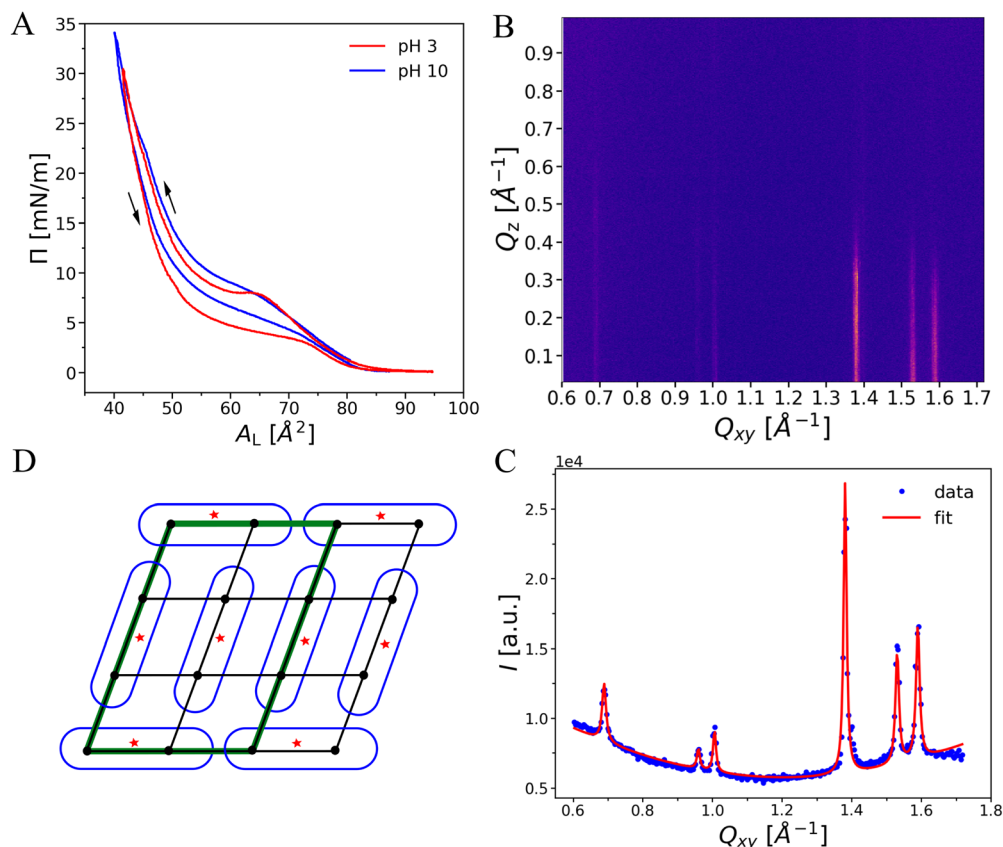 A
35
30
25
20
15
10
5
0
Π [mN/m]
pH 3
pH 10
40 50 60 70 80 90 100
A_L [Å²]
B
0.9
0.8
0.7
0.6
0.5
0.4
0.3
0.2
0.1
Q_z [Å⁻¹]
0.6 0.7 0.8 0.9 1.0 1.1 1.2 1.3 1.4 1.5 1.6 1.7
Q_xy [Å⁻¹]
D
C
1e4
2.5
2.0
1.5
1.0
0.5
I [a.u.]
data
fit
0.6 0.8 1.0 1.2 1.4 1.6 1.8
Q_xy [Å⁻¹]